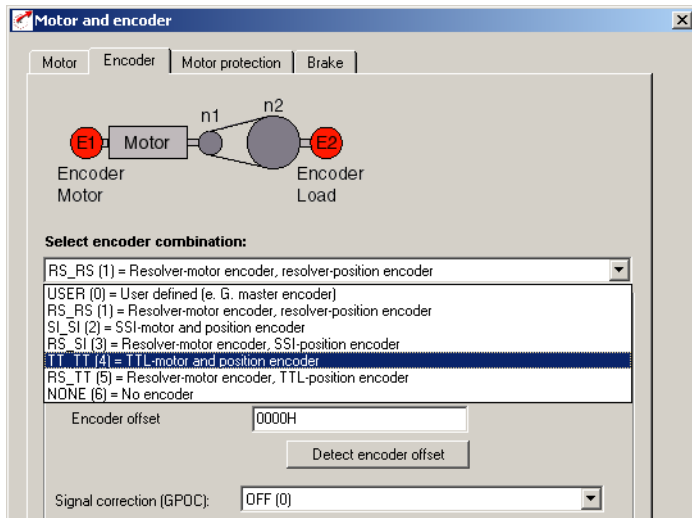 Motor and encoder
Motor Encoder Motor protection Brake
n1 n2
E1 Motor E2
Encoder Encoder
Motor Load
Select encoder combination:
RS_RS (1) = Resolver-motor encoder, resolver-position encoder
USER (0) = User defined (e. G. master encoder)
RS_RS (1) = Resolver-motor encoder, resolver-position encoder
SI_SI (2) = SSI-motor and position encoder
RS_SI (3) = Resolver-motor encoder, SSI-position encoder
TT_TT (4) = TTL-motor and position encoder
RS_TT (5) = Resolver-motor encoder, TTL-position encoder
NONE (6) = No encoder
Encoder offset 0000H
Detect encoder offset
Signal correction (GPOC): OFF (0)